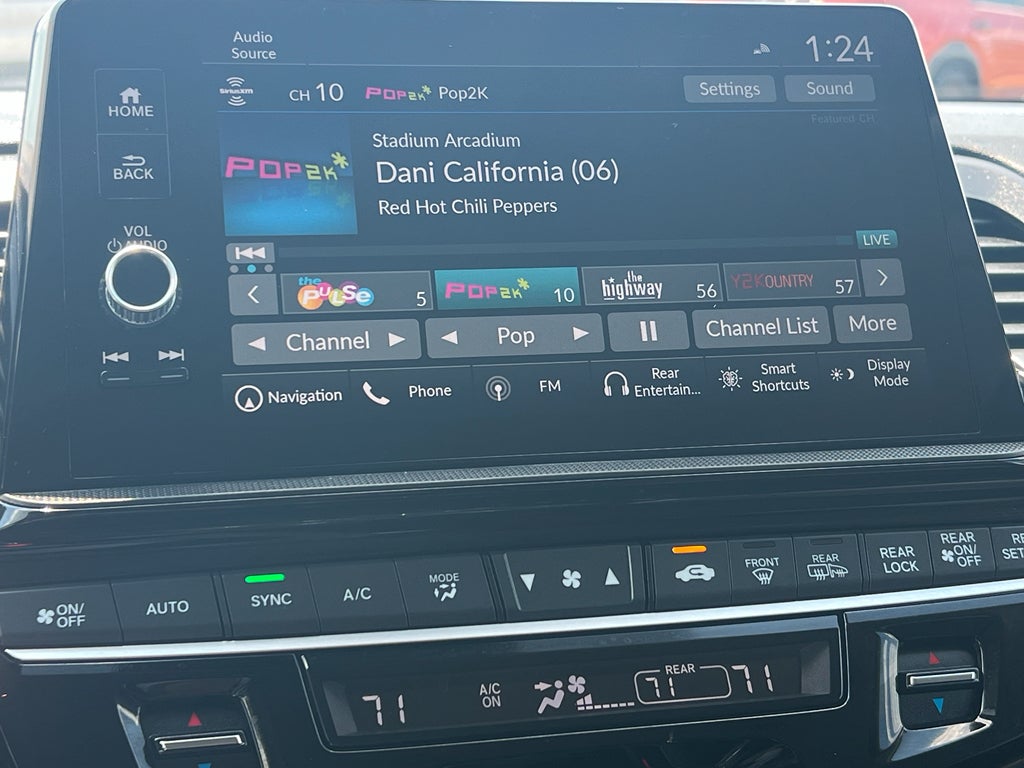 Audio
Source
1:24
HOME
BACK
VOL
AUDIO
SiriusXM
CH 10
POP2K
Pop2K
Settings
Sound
Featured CH
POP2K
Stadium Arcadium
Dani California (06)
Red Hot Chili Peppers
LIVE
the
PULSE
5
POP2K
10
the
highway
56
Y2KOUNTRY
57
Channel
Pop
Channel List
More
Navigation
Phone
FM
Rear
Entertain...
Smart
Shortcuts
Display
Mode
ON/
OFF
AUTO
SYNC
A/C
MODE
FRONT
REAR
REAR
LOCK
REAR
ON/
OFF
71
A/C
ON
REAR
71
71